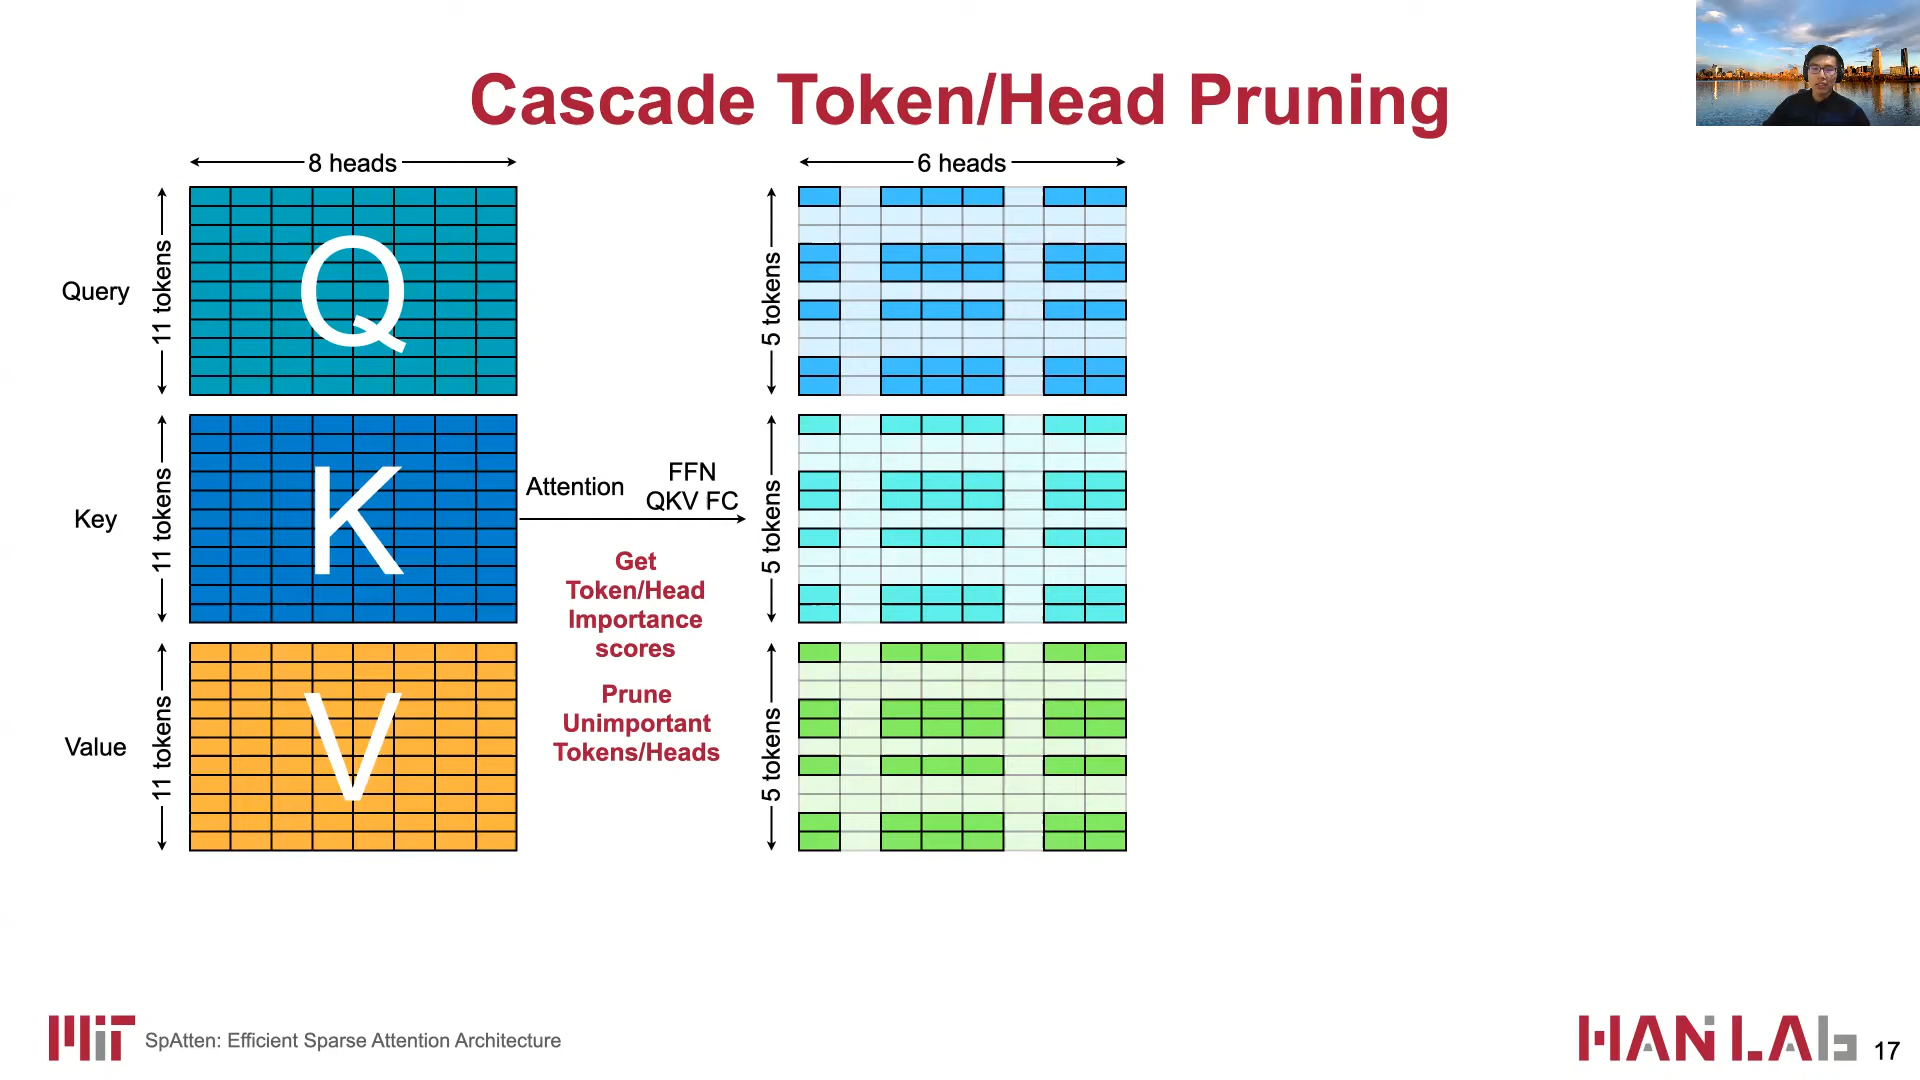 Cascade Token/Head Pruning
8 heads
6 heads
Query
11 tokens
Q
5 tokens
Key
11 tokens
K
Attention
FFN
QKV FC
5 tokens
Get
Token/Head
Importance
scores
Prune
Unimportant
Tokens/Heads
Value
11 tokens
V
5 tokens
MIT
SpAtten: Efficient Sparse Attention Architecture
HAN LAb
17